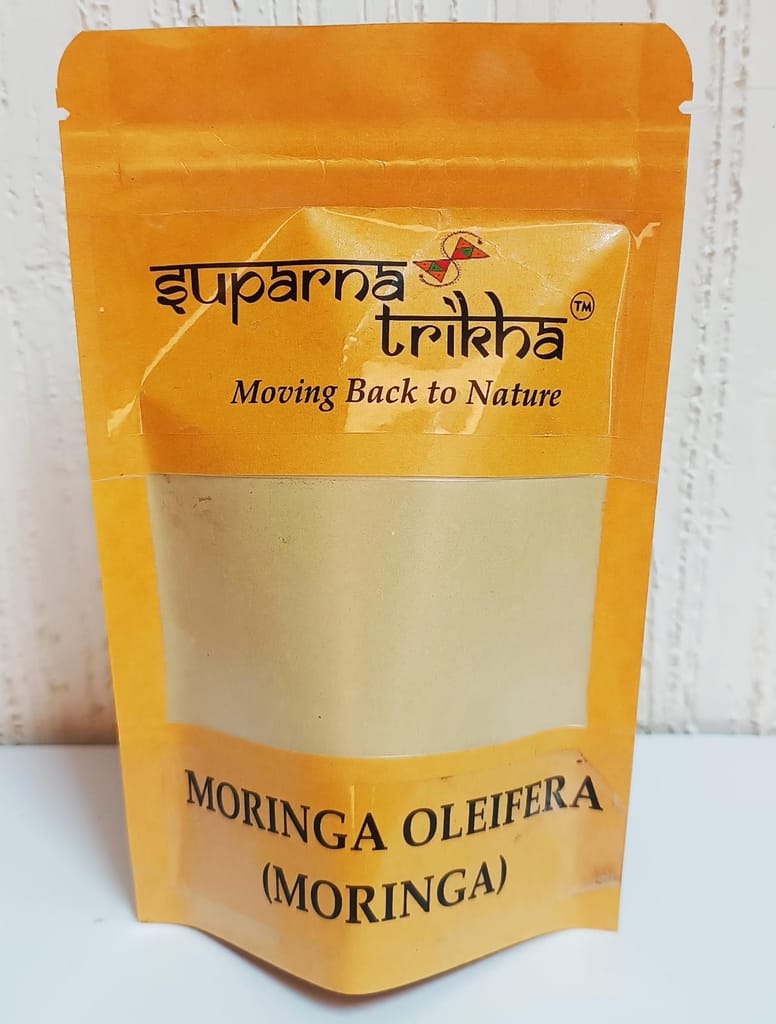 suparna
trikha TM
Moving Back to Nature
MORINGA OLEIFERA
(MORINGA)